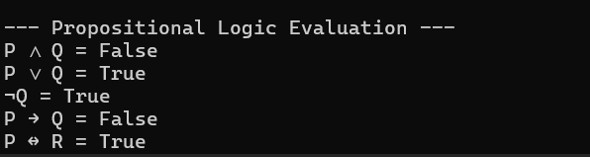 --- Propositional Logic Evaluation ---
P ∧ Q = False
P ∨ Q = True
¬Q = True
P → Q = False
P ↔ R = True